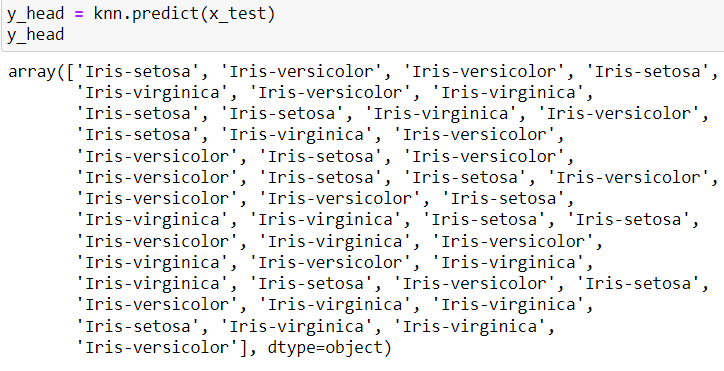 y_head = knn.predict(x_test)
y_head
array(['Iris-setosa', 'Iris-versicolor', 'Iris-versicolor', 'Iris-setosa',
'Iris-virginica', 'Iris-versicolor', 'Iris-virginica',
'Iris-setosa', 'Iris-setosa', 'Iris-virginica', 'Iris-versicolor',
'Iris-setosa', 'Iris-virginica', 'Iris-versicolor',
'Iris-versicolor', 'Iris-setosa', 'Iris-versicolor',
'Iris-versicolor', 'Iris-setosa', 'Iris-setosa', 'Iris-versicolor',
'Iris-versicolor', 'Iris-versicolor', 'Iris-setosa',
'Iris-virginica', 'Iris-virginica', 'Iris-setosa', 'Iris-setosa',
'Iris-versicolor', 'Iris-virginica', 'Iris-versicolor',
'Iris-virginica', 'Iris-versicolor', 'Iris-virginica',
'Iris-virginica', 'Iris-setosa', 'Iris-versicolor', 'Iris-setosa',
'Iris-versicolor', 'Iris-virginica', 'Iris-virginica',
'Iris-setosa', 'Iris-virginica', 'Iris-virginica',
'Iris-versicolor'], dtype=object)